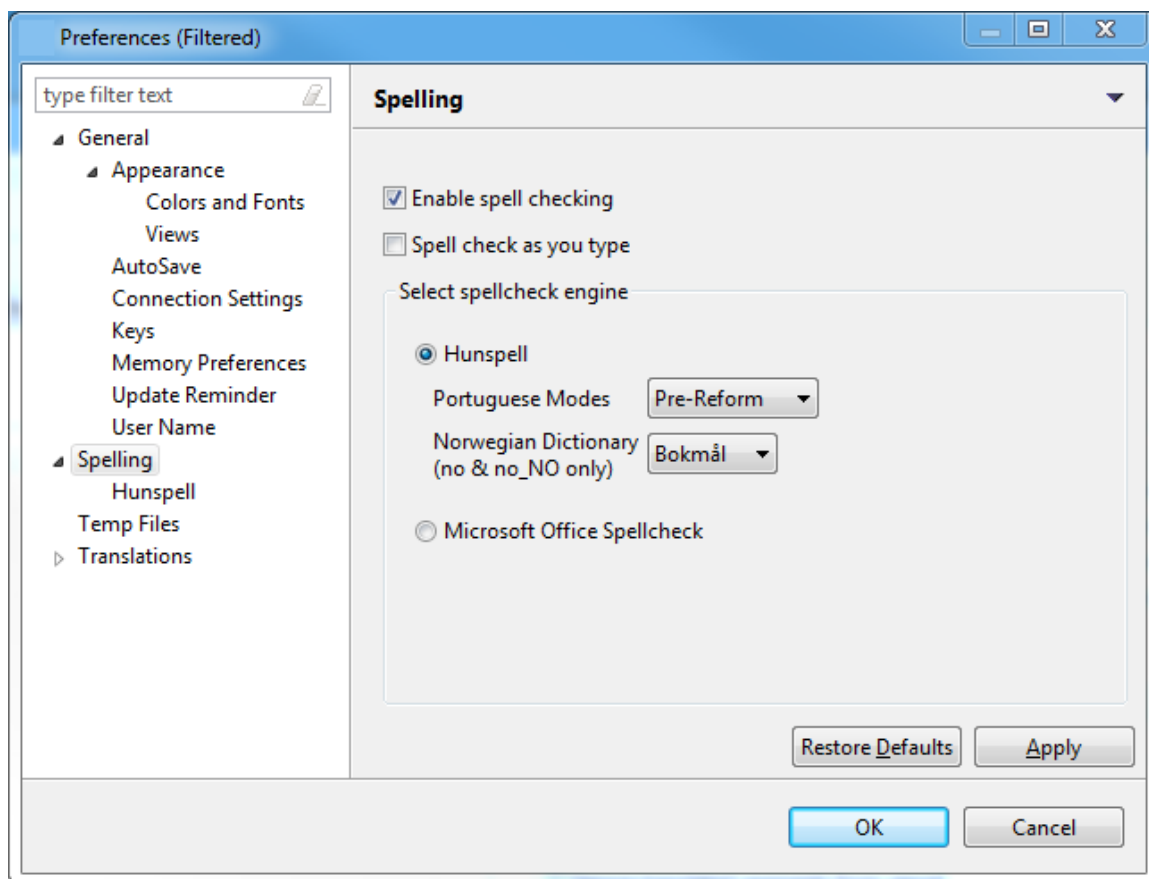 Preferences (Filtered)
type filter text
General
Appearance
Colors and Fonts
Views
AutoSave
Connection Settings
Keys
Memory Preferences
Update Reminder
User Name
Spelling
Hunspell
Temp Files
Translations
Spelling
Enable spell checking
Spell check as you type
Select spellcheck engine
Hunspell
Portuguese Modes Pre-Reform
Norwegian Dictionary
(no & no_NO only) Bokmål
Microsoft Office Spellcheck
Restore Defaults Apply
OK Cancel